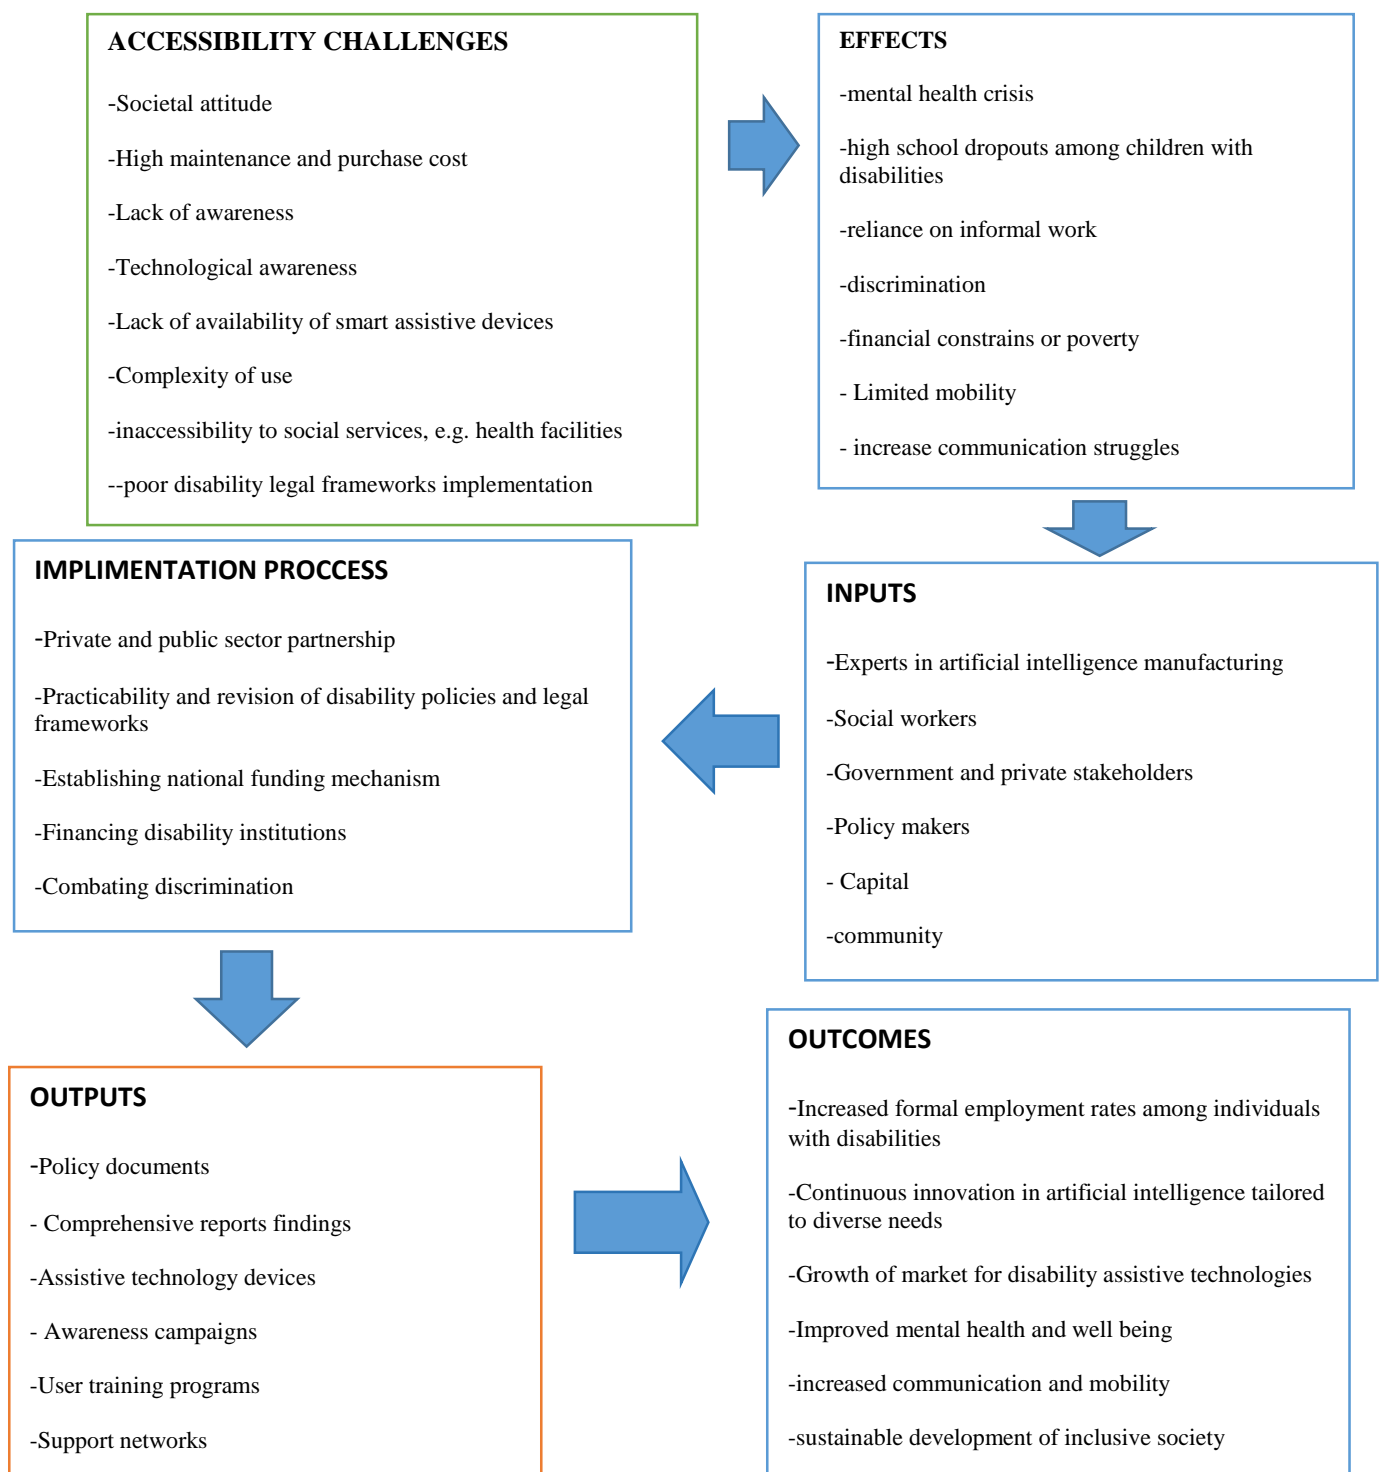 ACCESSIBILITY CHALLENGES
-Societal attitude
-High maintenance and purchase cost
-Lack of awareness
-Technological awareness
-Lack of availability of smart assistive devices
-Complexity of use
-inaccessibility to social services, e.g. health facilities
--poor disability legal frameworks implementation
EFFECTS
-mental health crisis
-high school dropouts among children with
disabilities
-reliance on informal work
-discrimination
-financial constrains or poverty
- Limited mobility
- increase communication struggles
INPUTS
-Experts in artificial intelligence manufacturing
-Social workers
-Government and private stakeholders
-Policy makers
- Capital
-community
IMPLIMENTATION PROCCESS
-Private and public sector partnership
-Practicability and revision of disability policies and legal
frameworks
-Establishing national funding mechanism
-Financing disability institutions
-Combating discrimination
OUTPUTS
-Policy documents
- Comprehensive reports findings
-Assistive technology devices
- Awareness campaigns
-User training programs
-Support networks
OUTCOMES
-Increased formal employment rates among individuals
with disabilities
-Continuous innovation in artificial intelligence tailored
to diverse needs
-Growth of market for disability assistive technologies
-Improved mental health and well being
-increased communication and mobility
-sustainable development of inclusive society